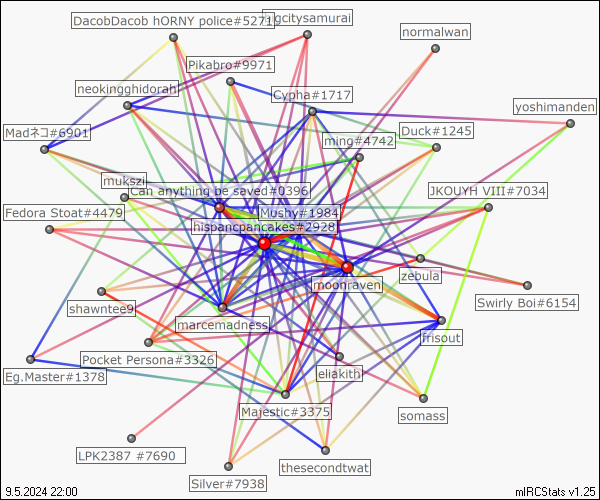 DacobDacob hORNY police#5271
bigcitysamurai
normalwan
Pikabro#9971
neokingghidorah
Cypha#1717
yoshimanden
Madネコ#6901
ming#4742
Duck#1245
mukszi
Can anything be saved#0396
JKOUYH VIII#7034
Fedora Stoat#4479
Mushy#1984
hispancpancakes#2928
zebula
moonraven
Swirly Boi#6154
shawntee9
marcemadness
frisout
Pocket Persona#3326
eliakith
Eg.Master#1378
Majestic#3375
somass
LPK2387 #7690
thesecondtwat
Silver#7938
9.5.2024 22:00
mIRCStats v1.25